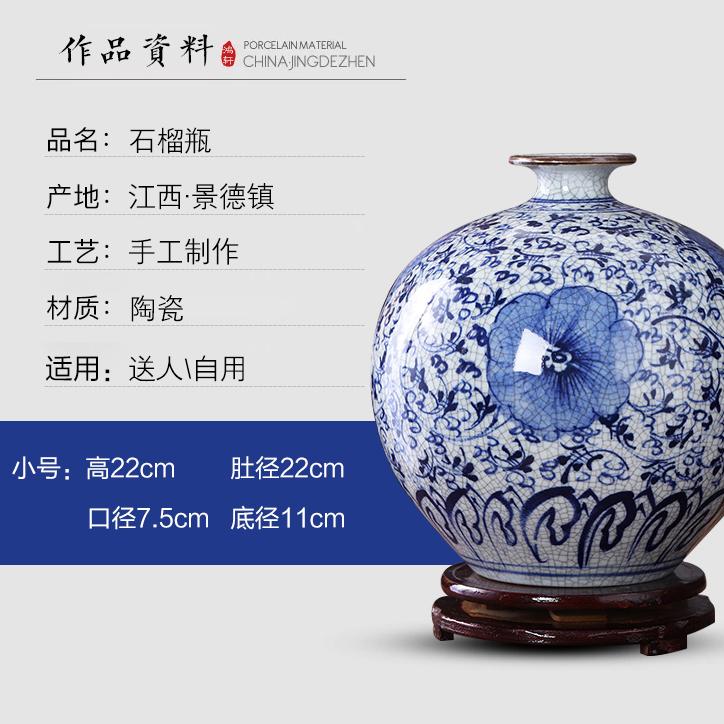 作品資料
鸿轩
PORCELAIN MATERIAL
CHINA·JINGDEZHEN
品名：石榴瓶
产地：江西·景德镇
工艺：手工制作
材质：陶瓷
适用：送人\自用
小号：高22cm 肚径22cm
口径7.5cm 底径11cm